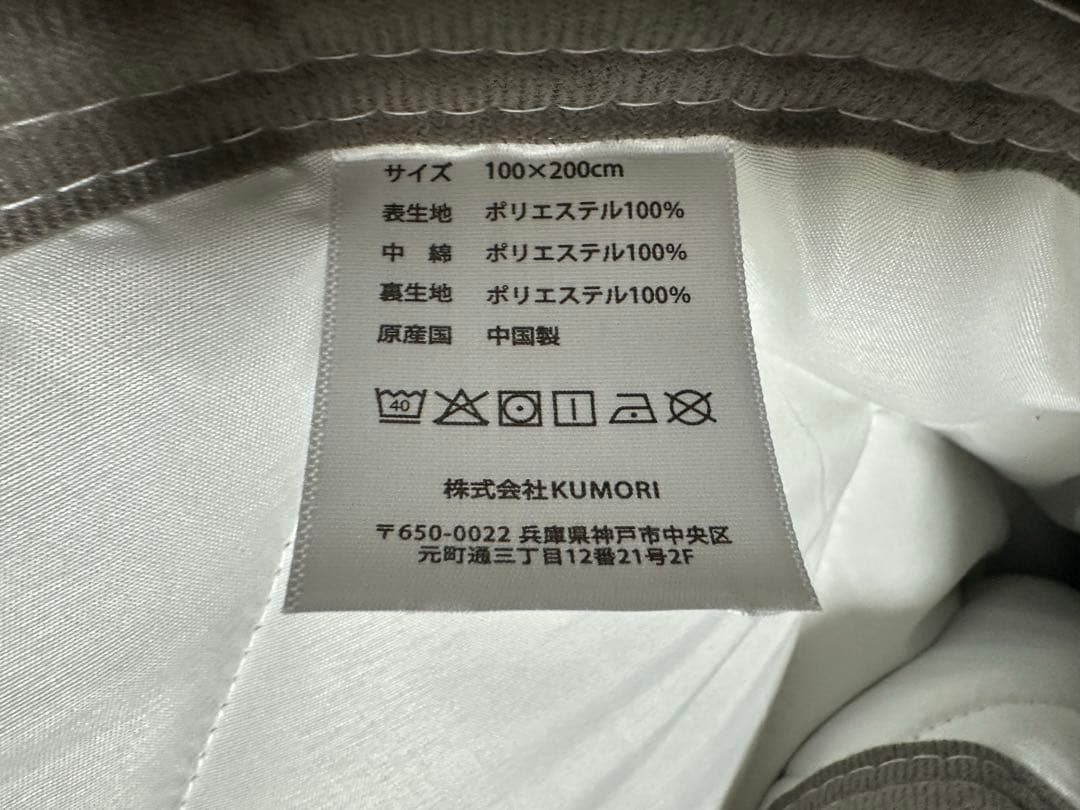 サイズ 100×200cm
表生地 ポリエステル100%
中 綿 ポリエステル100%
裏生地 ポリエステル100%
原産国 中国製
40
株式会社KUMORI
〒650-0022 兵庫県神戸市中央区
元町通三丁目12番21号2F